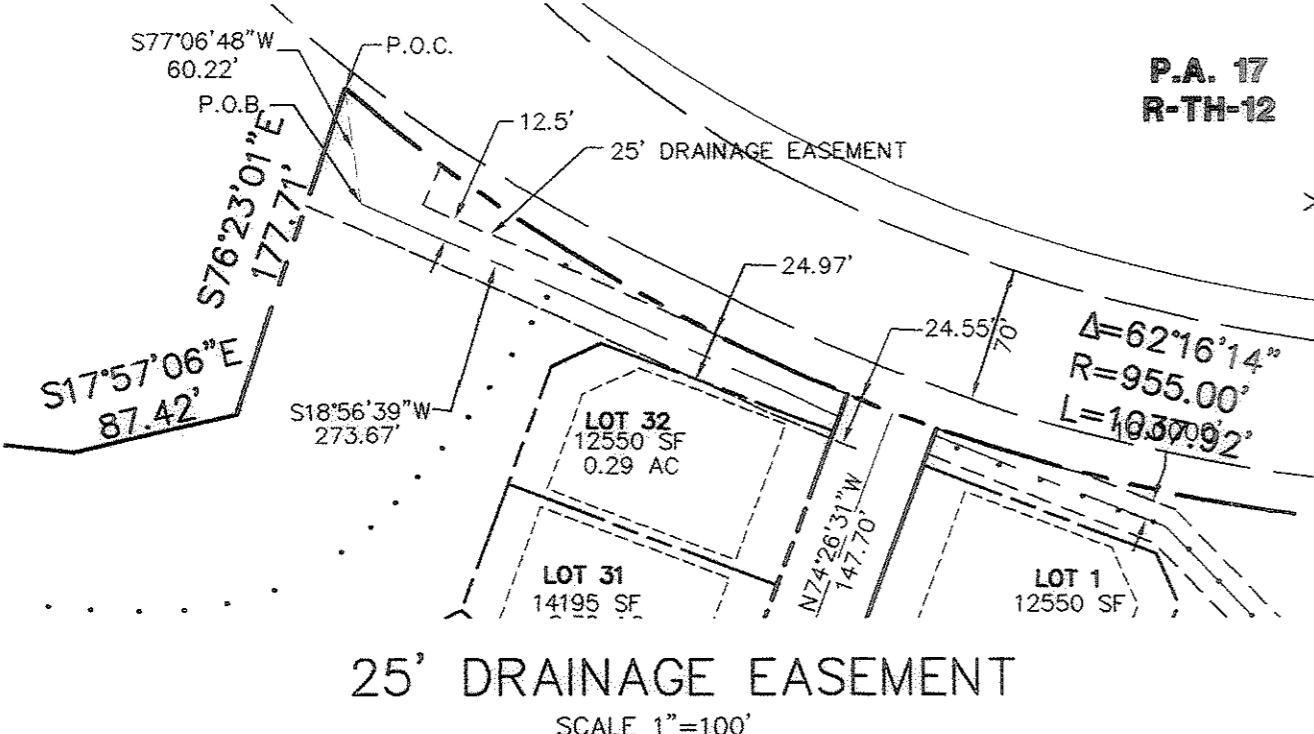 S77°06'48"W
60.22'
P.O.C.
P.O.B.
P.A. 17
R-TH-12
12.5'
25' DRAINAGE EASEMENT
S76°23'01"E
177.71'
24.97'
24.55'
70'
Δ=62°16'14"
R=955.00'
L=1037.92'
S17°57'06"E
87.42'
S18°56'39"W
273.67'
LOT 32
12550 SF
0.29 AC
N74°26'31"W
147.70'
LOT 31
14195 SF
LOT 1
12550 SF
25' DRAINAGE EASEMENT
SCALE 1"=100'